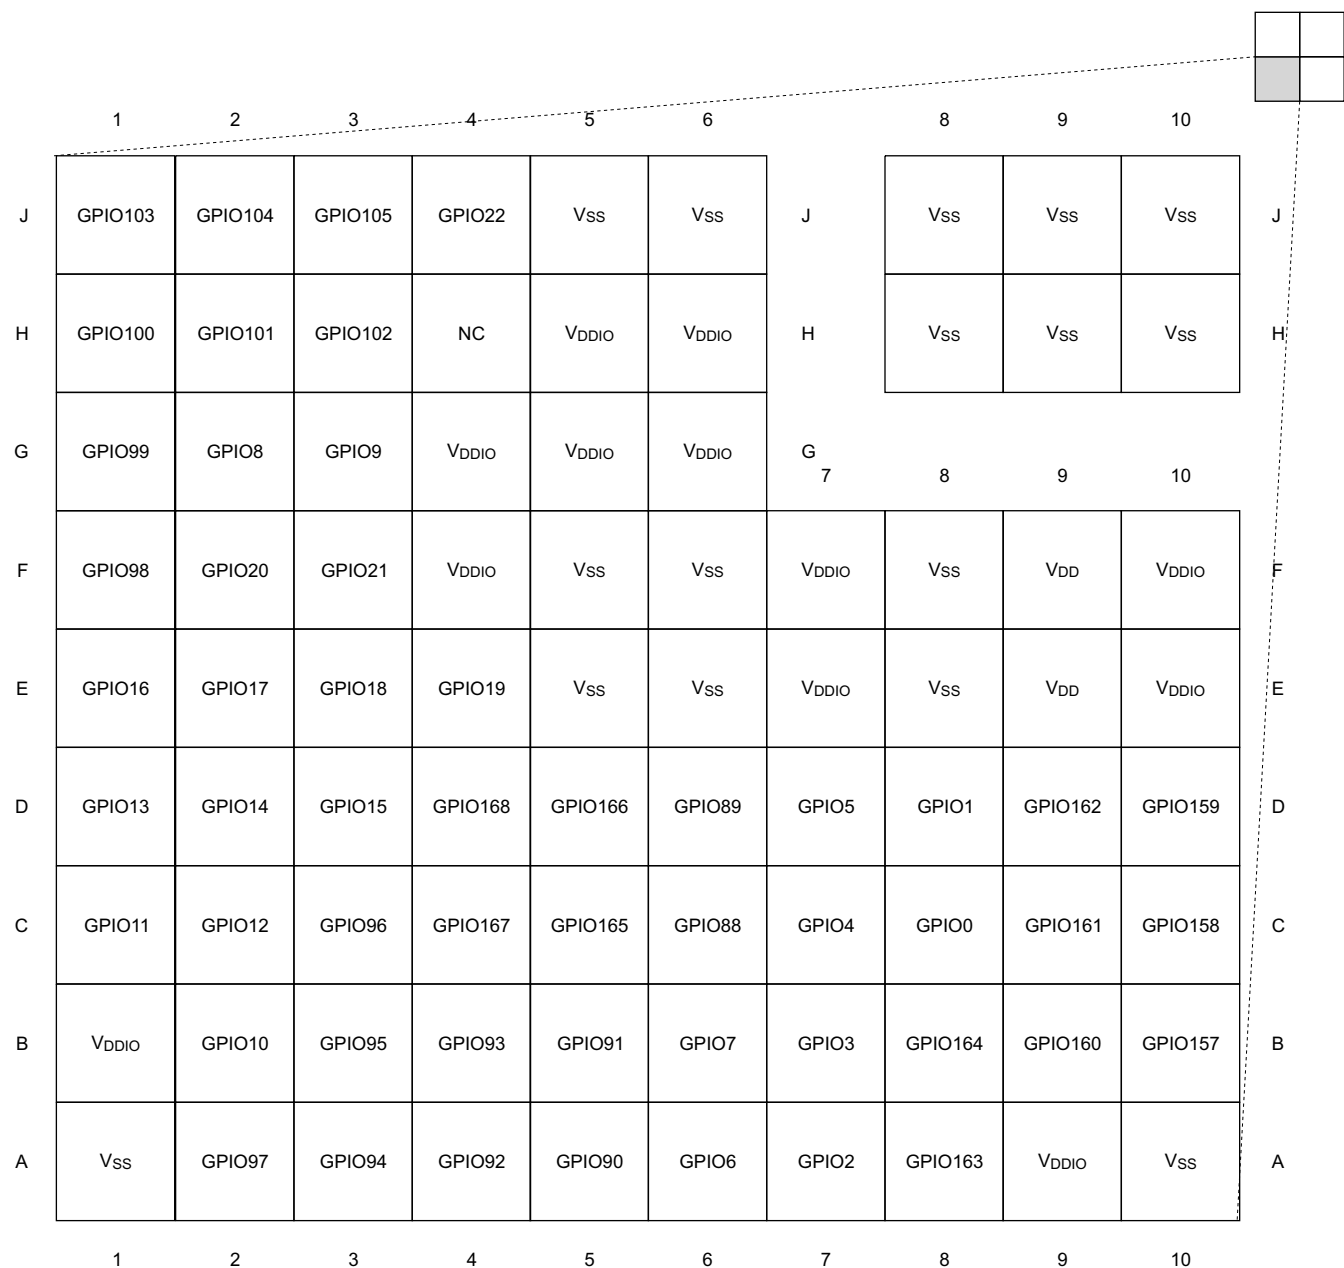 1 2 3 4 5 6 8 9 10
J GPIO103 GPIO104 GPIO105 GPIO22 VSS VSS J VSS VSS VSS J
H GPIO100 GPIO101 GPIO102 NC VDDIO VDDIO H VSS VSS VSS H
G GPIO99 GPIO8 GPIO9 VDDIO VDDIO VDDIO G
7 8 9 10
F GPIO98 GPIO20 GPIO21 VDDIO VSS VSS VDDIO VSS VDD VDDIO F
E GPIO16 GPIO17 GPIO18 GPIO19 VSS VSS VDDIO VSS VDD VDDIO E
D GPIO13 GPIO14 GPIO15 GPIO168 GPIO166 GPIO89 GPIO5 GPIO1 GPIO162 GPIO159 D
C GPIO11 GPIO12 GPIO96 GPIO167 GPIO165 GPIO88 GPIO4 GPIO0 GPIO161 GPIO158 C
B VDDIO GPIO10 GPIO95 GPIO93 GPIO91 GPIO7 GPIO3 GPIO164 GPIO160 GPIO157 B
A VSS GPIO97 GPIO94 GPIO92 GPIO90 GPIO6 GPIO2 GPIO163 VDDIO VSS A
1 2 3 4 5 6 7 8 9 10